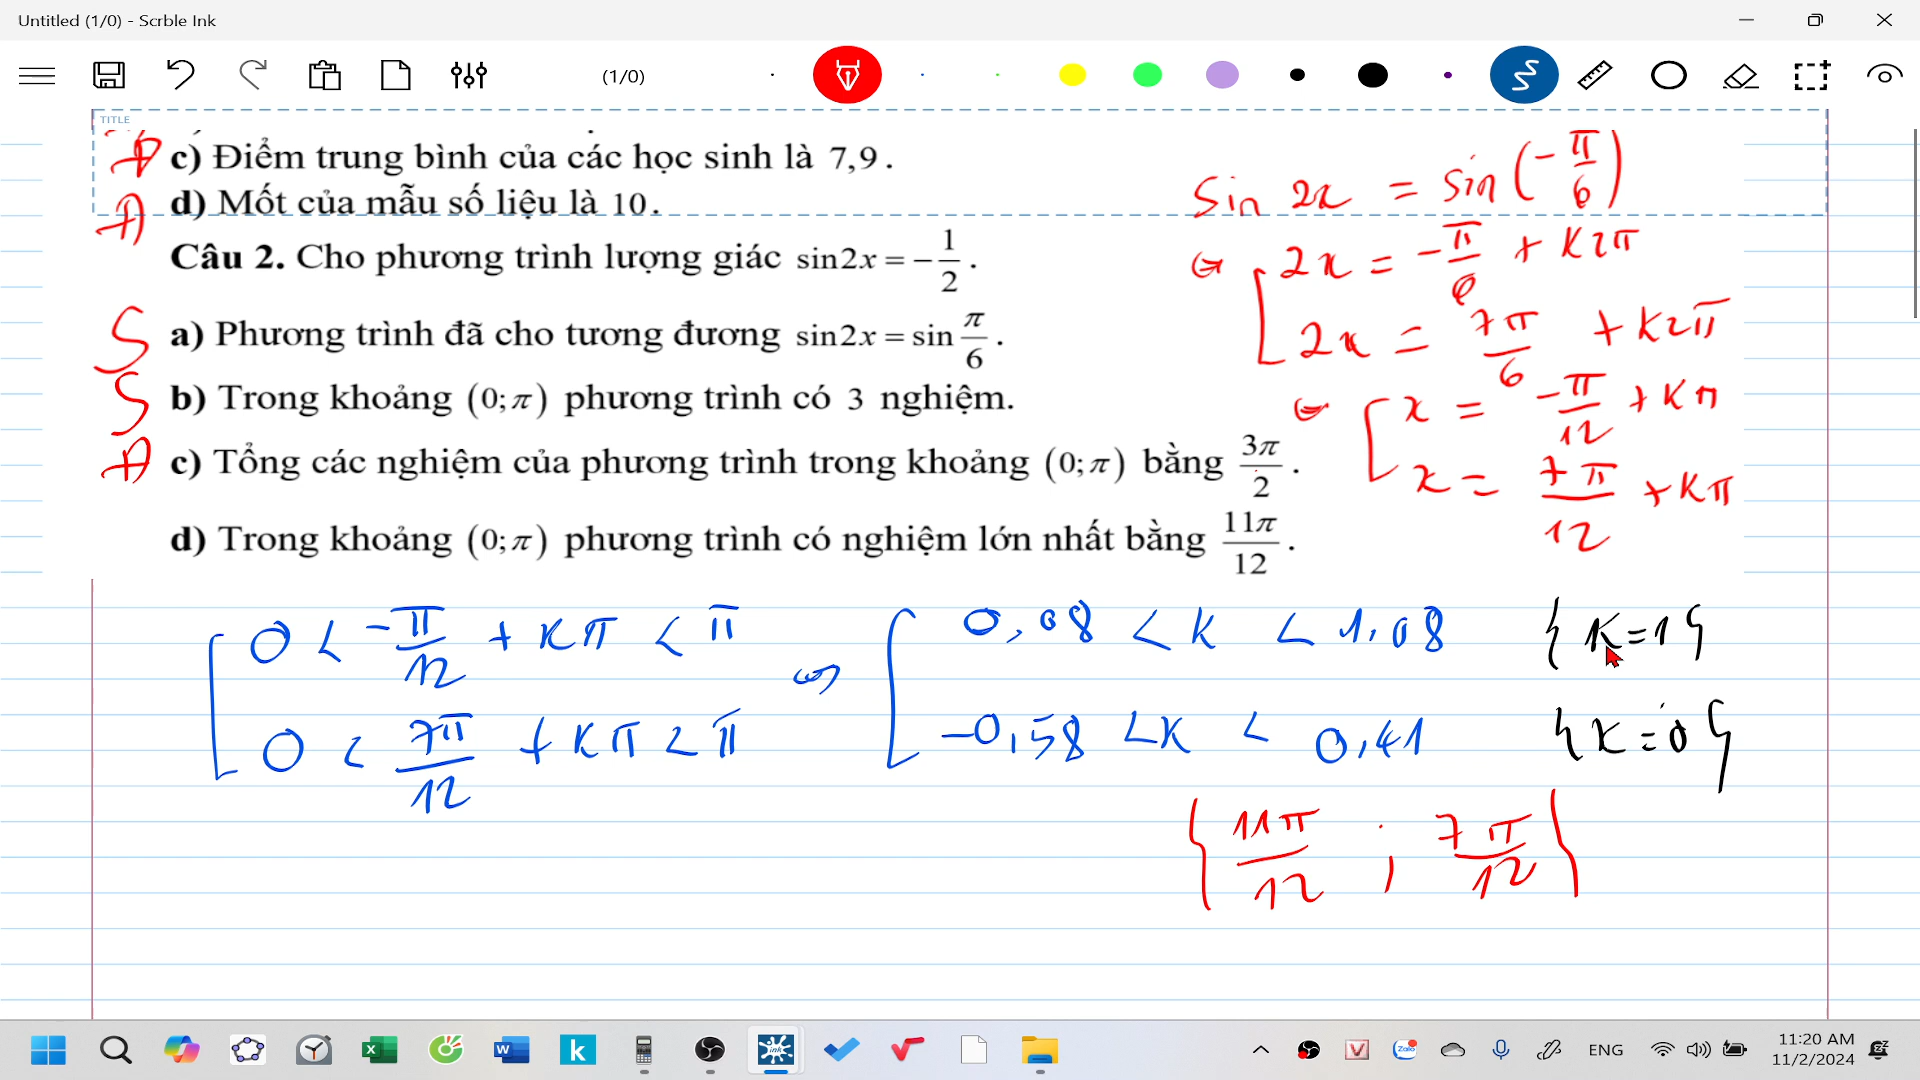 Untitled (1/0) - Scrble Ink
(1/0)
TITLE
Đ c) Điểm trung bình của các học sinh là 7,9.
Đ d) Mốt của mẫu số liệu là 10.
Câu 2. Cho phương trình lượng giác sin2x = -1/2.
S a) Phương trình đã cho tương đương sin2x = sin π/6.
S b) Trong khoảng (0;π) phương trình có 3 nghiệm.
Đ c) Tổng các nghiệm của phương trình trong khoảng (0;π) bằng 3π/2.
d) Trong khoảng (0;π) phương trình có nghiệm lớn nhất bằng 11π/12.
Sin 2x = sin(-π/6)
⇔ [ 2x = -π/6 + K2π
2x = 7π/6 + K2π
⇔ [ x = -π/12 + Kπ
x = 7π/12 + Kπ
[ 0 < -π/12 + Kπ < π ⇔ [ 0,08 < K < 1,08 {K=1}
0 < 7π/12 + Kπ < π -0,58 < K < 0,41 {K=0}
{ 11π/12 ; 7π/12 }
ENG
11:20 AM
11/2/2024